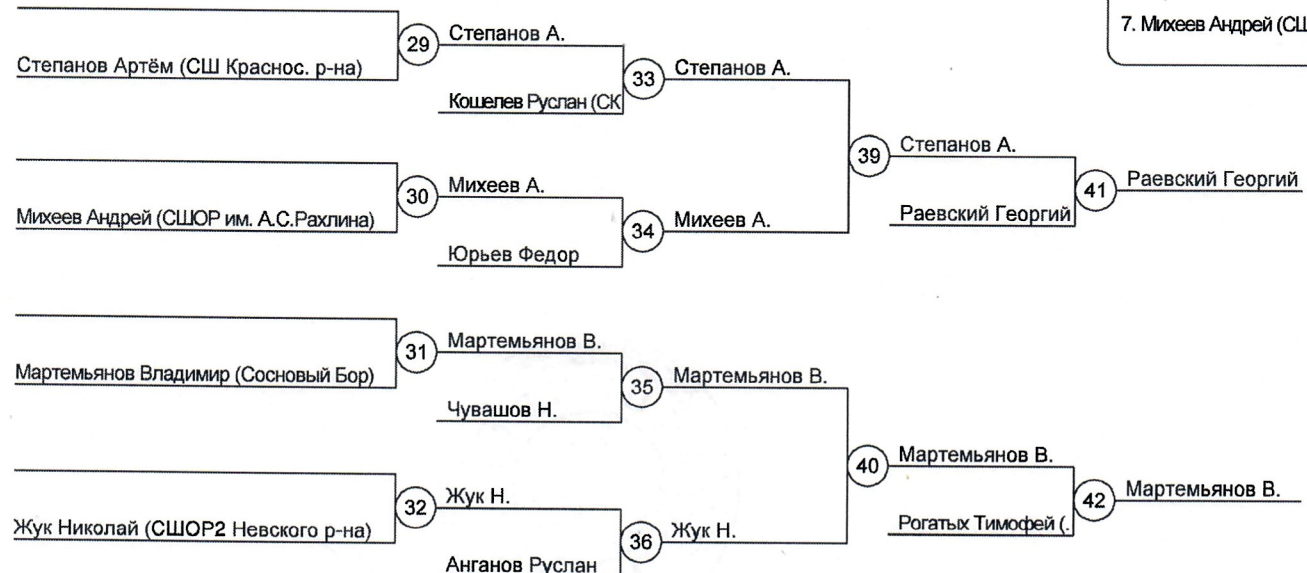 7. Михеев Андрей (СШ
29 Степанов А.
Степанов Артём (СШ Краснос. р-на)
33 Степанов А.
Кошелев Руслан (СК
39 Степанов А.
30 Михеев А.
41 Раевский Георгий
Михеев Андрей (СШОР им. А.С.Рахлина)
Раевский Георгий
34 Михеев А.
Юрьев Федор
31 Мартемьянов В.
Мартемьянов Владимир (Сосновый Бор)
35 Мартемьянов В.
Чувашов Н.
40 Мартемьянов В.
32 Жук Н.
42 Мартемьянов В.
Жук Николай (СШОР2 Невского р-на)
Рогатых Тимофей (.
36 Жук Н.
Анганов Руслан